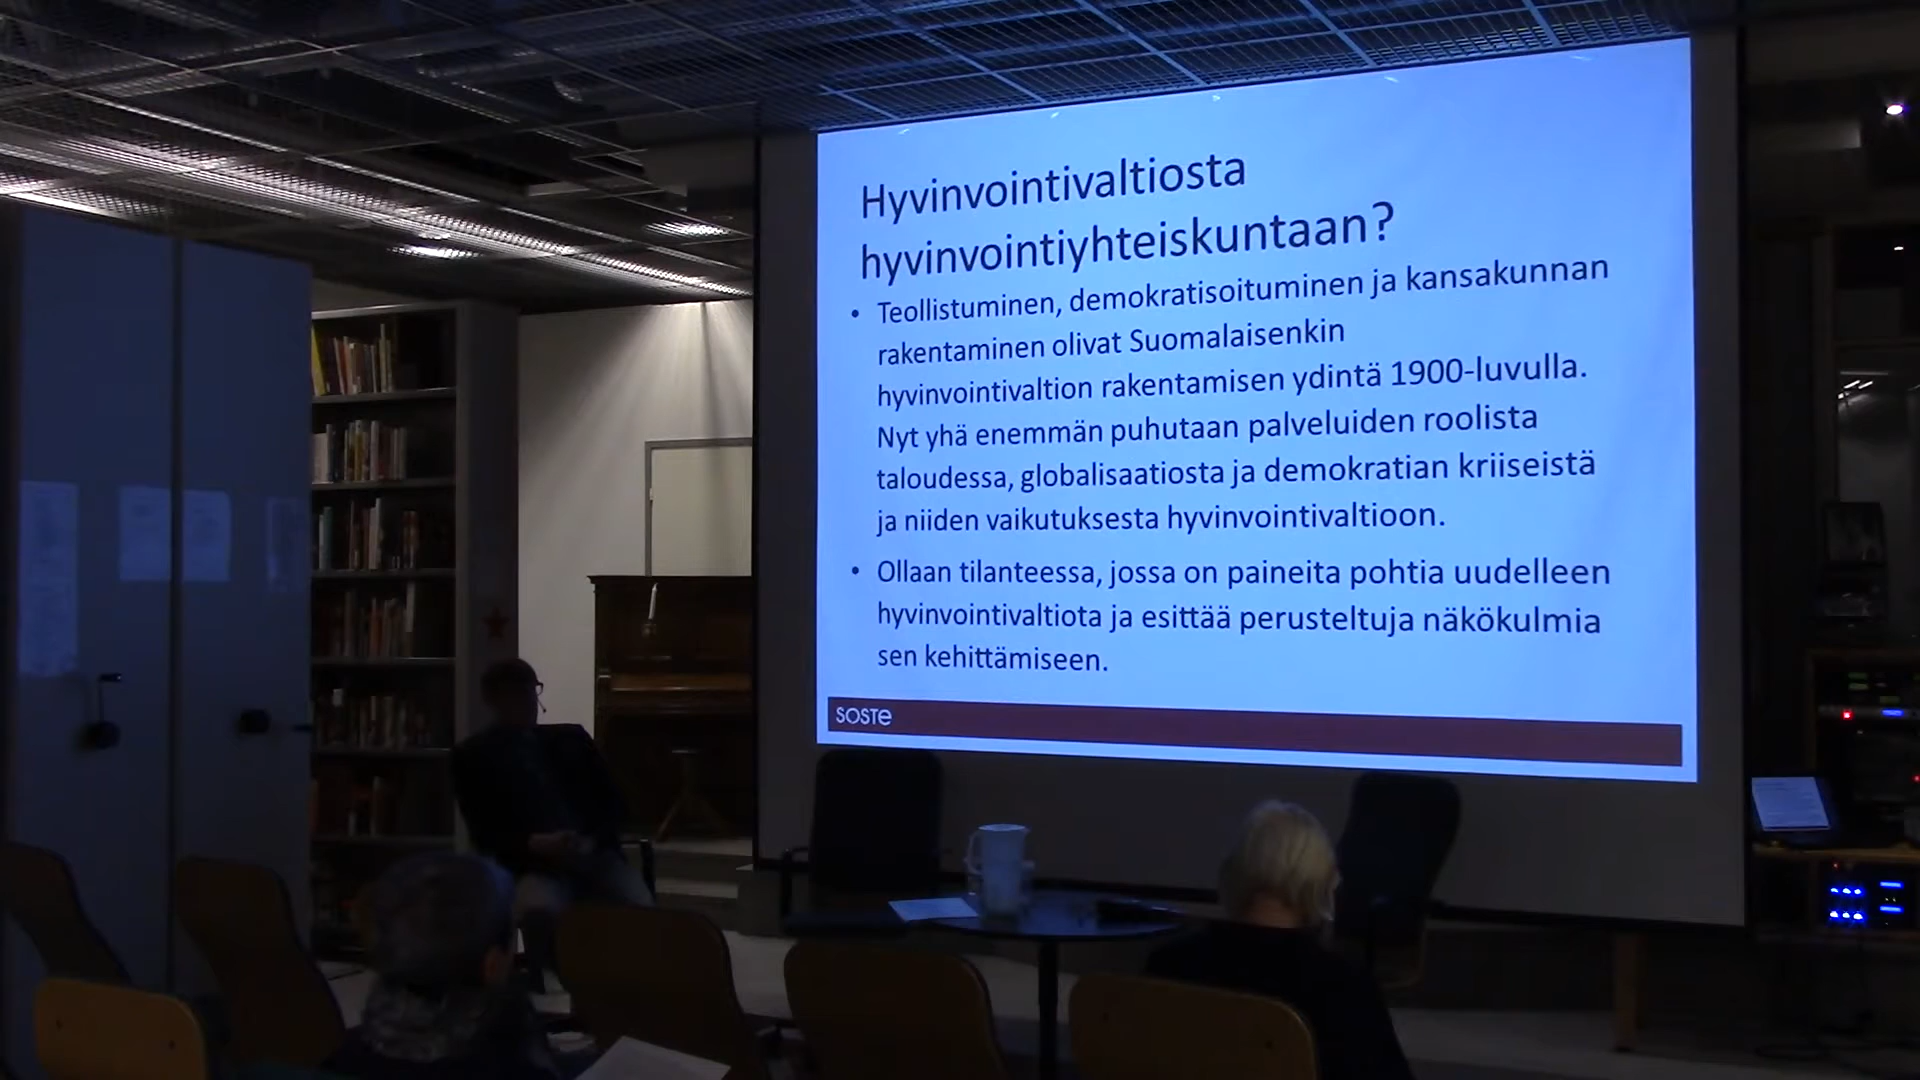 Hyvinvointivaltiosta
hyvinvointiyhteiskuntaan?
• Teollistuminen, demokratisoituminen ja kansakunnan
rakentaminen olivat Suomalaisenkin
hyvinvointivaltion rakentamisen ydintä 1900-luvulla.
Nyt yhä enemmän puhutaan palveluiden roolista
taloudessa, globalisaatiosta ja demokratian kriiseistä
ja niiden vaikutuksesta hyvinvointivaltioon.
• Ollaan tilanteessa, jossa on paineita pohtia uudelleen
hyvinvointivaltiota ja esittää perusteltuja näkökulmia
sen kehittämiseen.
SOSTE